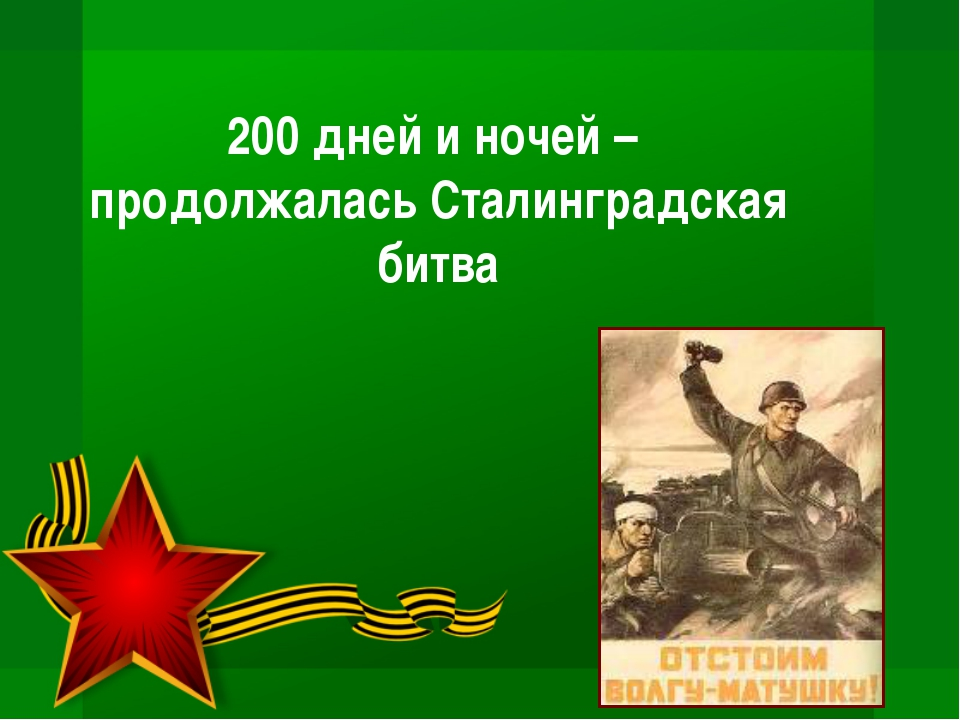 200 дней и ночей –
продолжалась Сталинградская
битва
ОТСТОИМ
ВОЛГУ-МАТУШКУ!